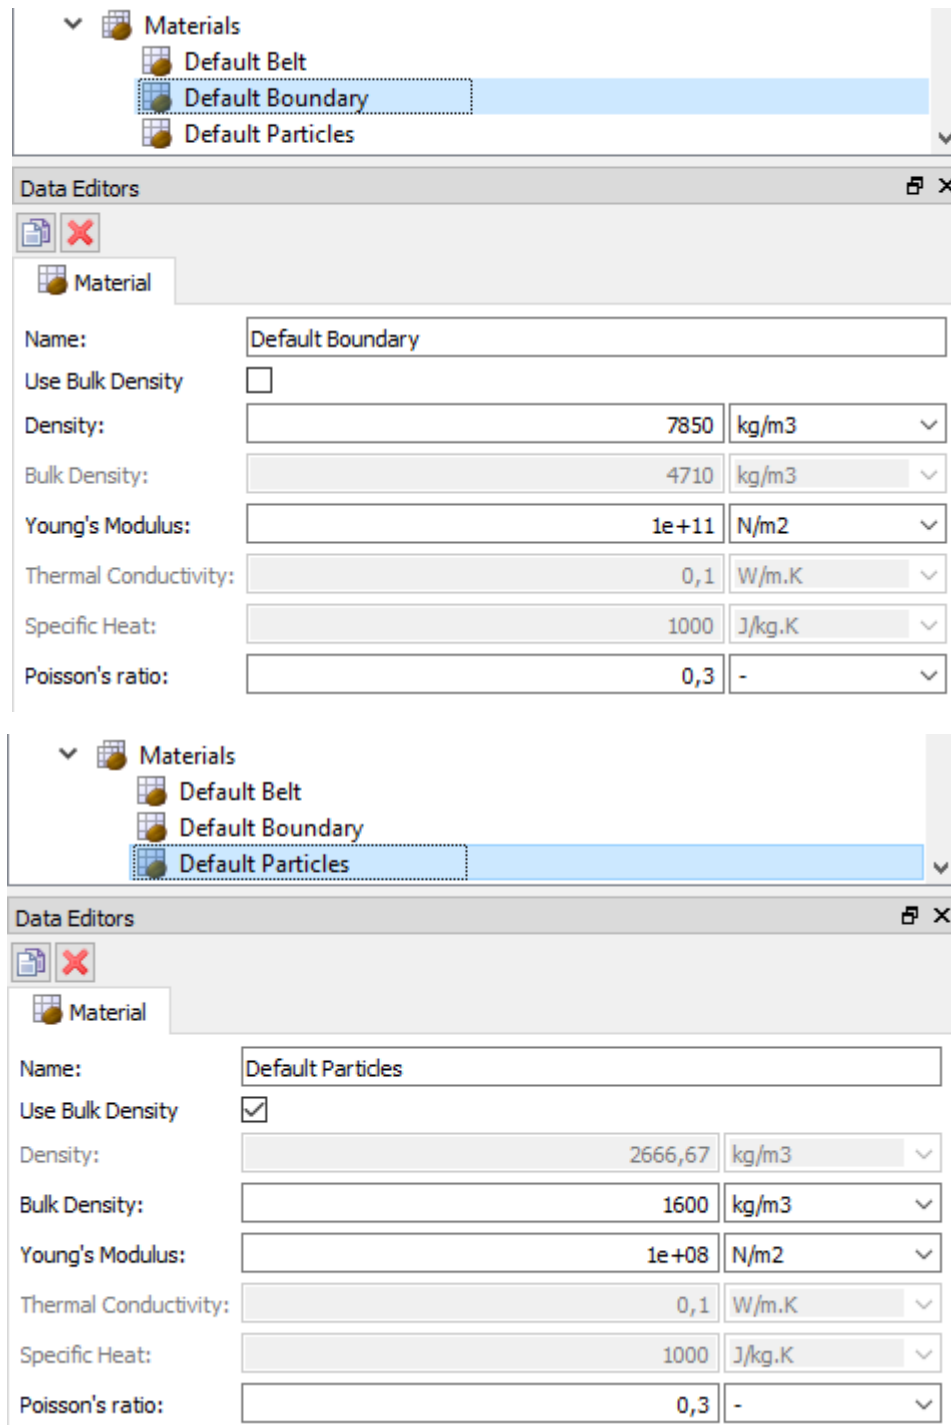 Materials
Default Belt
Default Boundary
Default Particles
Data Editors
Material
Name: Default Boundary
Use Bulk Density
Density: 7850 kg/m3
Bulk Density: 4710 kg/m3
Young's Modulus: 1e+11 N/m2
Thermal Conductivity: 0,1 W/m.K
Specific Heat: 1000 J/kg.K
Poisson's ratio: 0,3 -
Materials
Default Belt
Default Boundary
Default Particles
Data Editors
Material
Name: Default Particles
Use Bulk Density
Density: 2666,67 kg/m3
Bulk Density: 1600 kg/m3
Young's Modulus: 1e+08 N/m2
Thermal Conductivity: 0,1 W/m.K
Specific Heat: 1000 J/kg.K
Poisson's ratio: 0,3 -